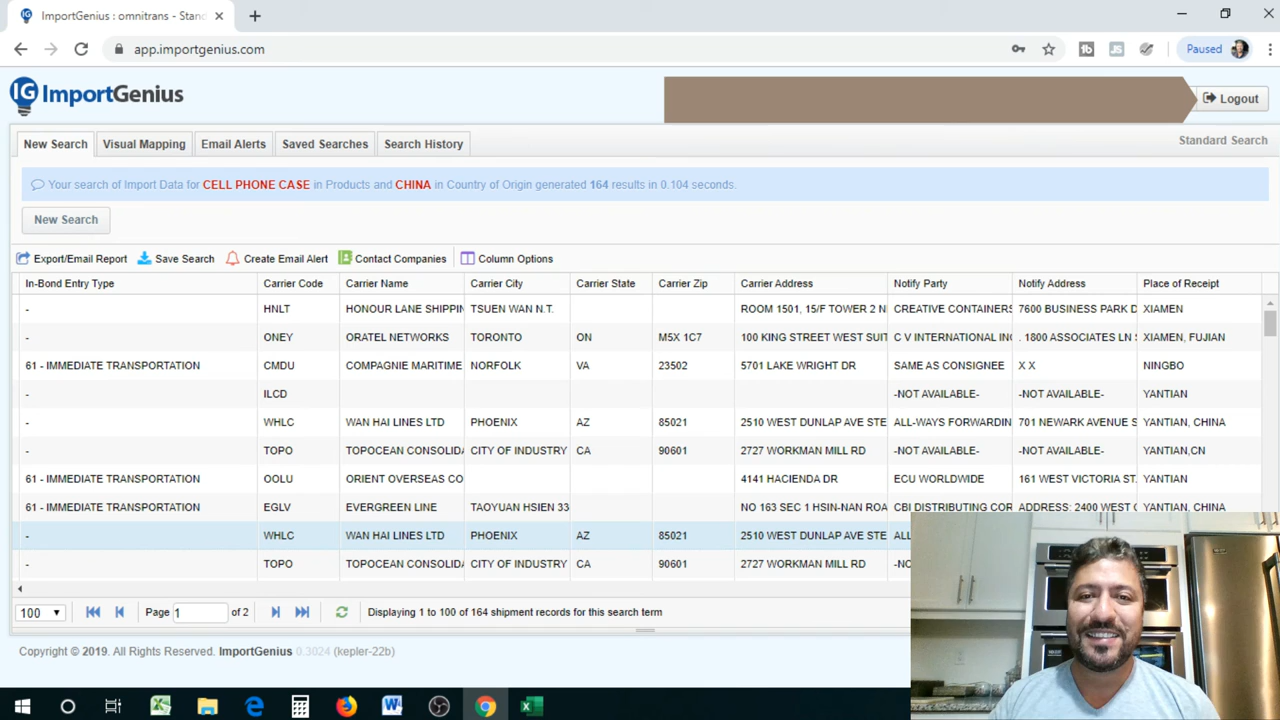 ImportGenius : omnitrans - Stand
app.importgenius.com
Paused
IG ImportGenius
Logout
New Search Visual Mapping Email Alerts Saved Searches Search History Standard Search
Your search of Import Data for CELL PHONE CASE in Products and CHINA in Country of Origin generated 164 results in 0.104 seconds.
New Search
Export/Email Report Save Search Create Email Alert Contact Companies Column Options
In-Bond Entry Type Carrier Code Carrier Name Carrier City Carrier State Carrier Zip Carrier Address Notify Party Notify Address Place of Receipt
- HNLT HONOUR LANE SHIPPIN TSUEN WAN N.T. ROOM 1501, 15/F TOWER 2 N CREATIVE CONTAINERS 7600 BUSINESS PARK D XIAMEN
- ONEY ORATEL NETWORKS TORONTO ON M5X 1C7 100 KING STREET WEST SUIT C V INTERNATIONAL INC . 1800 ASSOCIATES LN S XIAMEN, FUJIAN
61 - IMMEDIATE TRANSPORTATION CMDU COMPAGNIE MARITIME NORFOLK VA 23502 5701 LAKE WRIGHT DR SAME AS CONSIGNEE X X NINGBO
- ILCD -NOT AVAILABLE- -NOT AVAILABLE- YANTIAN
- WHLC WAN HAI LINES LTD PHOENIX AZ 85021 2510 WEST DUNLAP AVE STE ALL-WAYS FORWARDIN 701 NEWARK AVENUE S YANTIAN, CHINA
- TOPO TOPOCEAN CONSOLIDA CITY OF INDUSTRY CA 90601 2727 WORKMAN MILL RD -NOT AVAILABLE- -NOT AVAILABLE- YANTIAN,CN
61 - IMMEDIATE TRANSPORTATION OOLU ORIENT OVERSEAS CO 4141 HACIENDA DR ECU WORLDWIDE 161 WEST VICTORIA ST. YANTIAN
61 - IMMEDIATE TRANSPORTATION EGLV EVERGREEN LINE TAOYUAN HSIEN 33 NO 163 SEC 1 HSIN-NAN ROA CBI DISTRIBUTING COR ADDRESS: 2400 WEST C YANTIAN, CHINA
- WHLC WAN HAI LINES LTD PHOENIX AZ 85021 2510 WEST DUNLAP AVE STE AL
- TOPO TOPOCEAN CONSOLIDA CITY OF INDUSTRY CA 90601 2727 WORKMAN MILL RD -NO
100 Page 1 of 2 Displaying 1 to 100 of 164 shipment records for this search term
Copyright © 2019. All Rights Reserved. ImportGenius 0.3024 (kepler-22b)